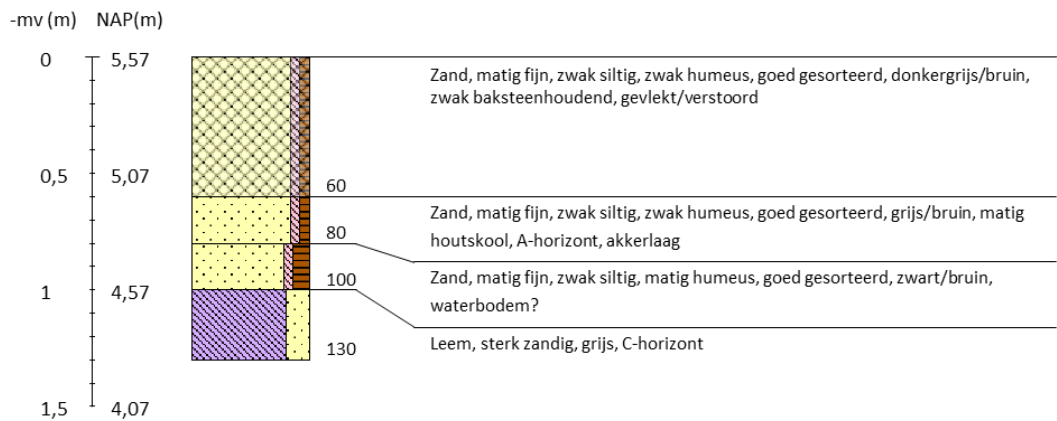 -mv (m) NAP(m)
0 5,57
Zand, matig fijn, zwak siltig, zwak humeus, goed gesorteerd, donkergrijs/bruin,
zwak baksteenhoudend, gevlekt/verstoord
0,5 5,07
60
Zand, matig fijn, zwak siltig, zwak humeus, goed gesorteerd, grijs/bruin, matig
80
houtskool, A-horizont, akkerlaag
Zand, matig fijn, zwak siltig, matig humeus, goed gesorteerd, zwart/bruin,
1 4,57
100
waterbodem?
Leem, sterk zandig, grijs, C-horizont
130
1,5 4,07